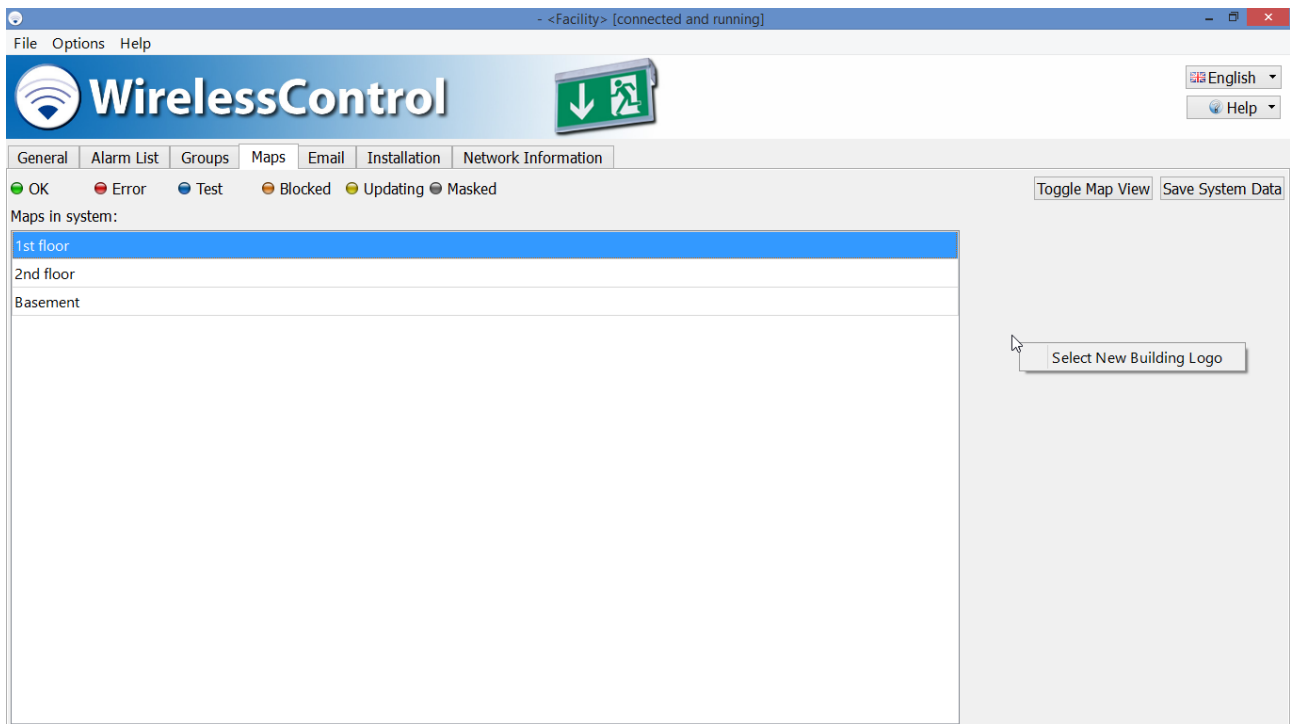 - <Facility> [connected and running]
File Options Help
WirelessControl
English
Help
General Alarm List Groups Maps Email Installation Network Information
OK Error Test Blocked Updating Masked Toggle Map View Save System Data
Maps in system:
1st floor
2nd floor
Basement
Select New Building Logo